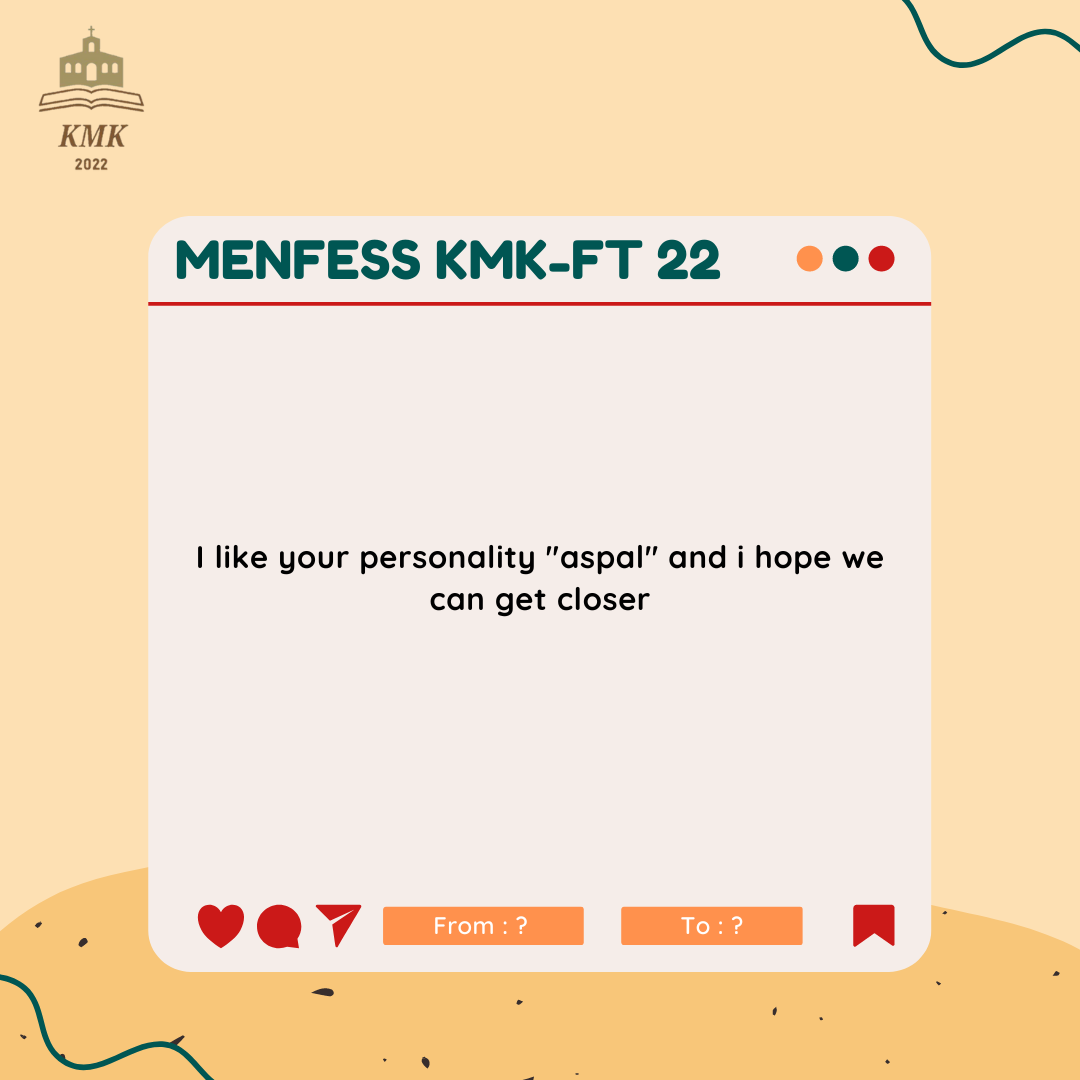 KMK
2022
MENFESS KMK-FT 22
I like your personality "aspal" and i hope we
can get closer
From : ?
To : ?